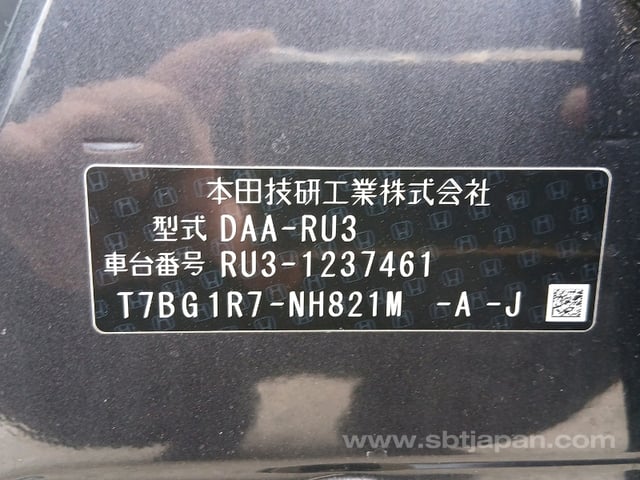 本田技研工業株式会社
型式 DAA-RU3
車台番号 RU3-1237461
T7BG1R7-NH821M -A -J
www.sbtjapan.com